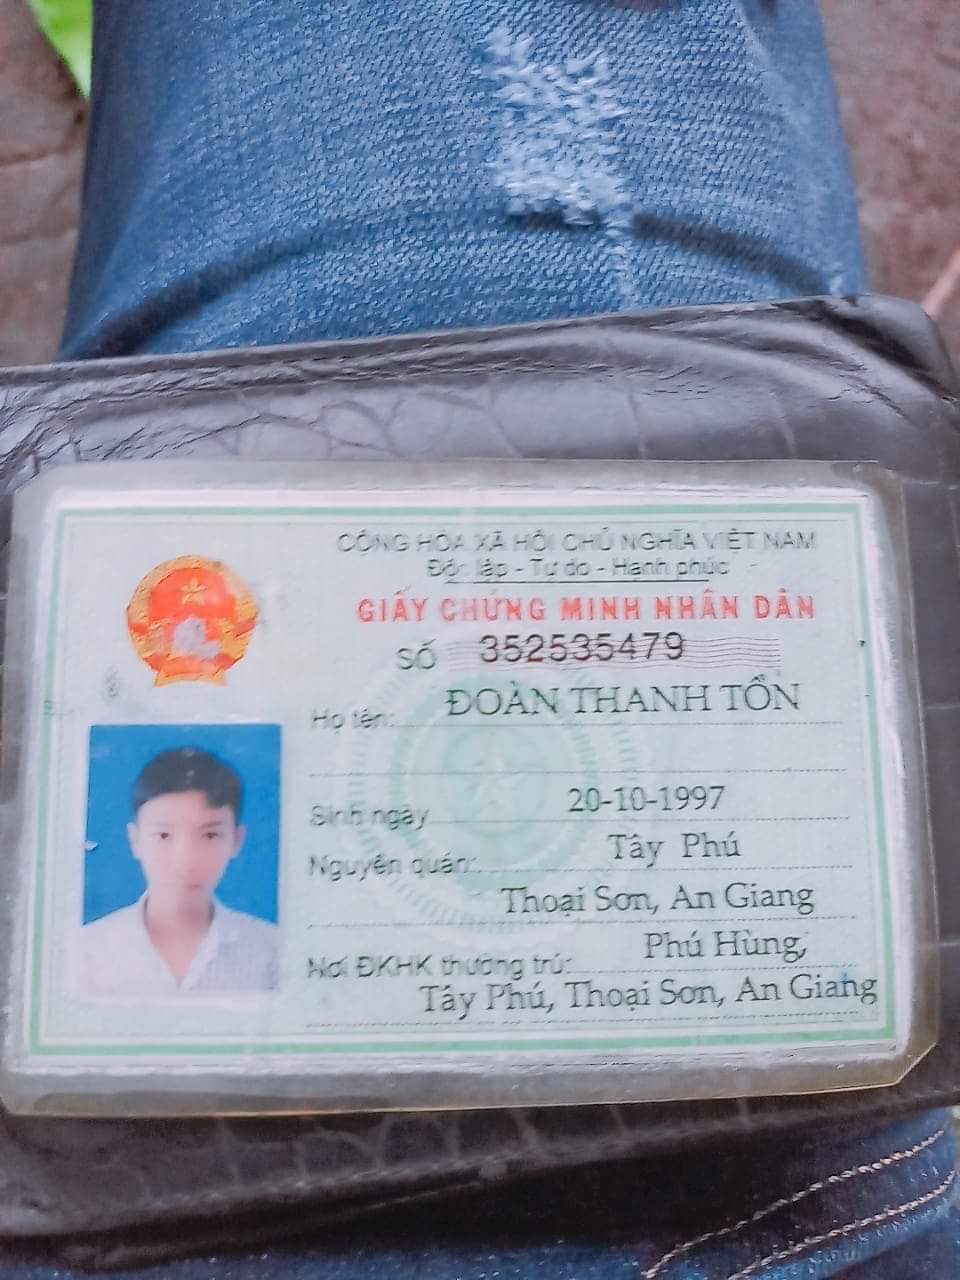 CỘNG HÒA XÃ HỘI CHỦ NGHĨA VIỆT NAM
Độc lập - Tự do - Hạnh phúc
GIẤY CHỨNG MINH NHÂN DÂN
SỐ 352535479
Họ tên: ĐOÀN THANH TỒN
Sinh ngày 20-10-1997
Nguyên quán: Tây Phú
Thoại Sơn, An Giang
Nơi ĐKHK thường trú: Phú Hùng,
Tây Phú, Thoại Sơn, An Giang